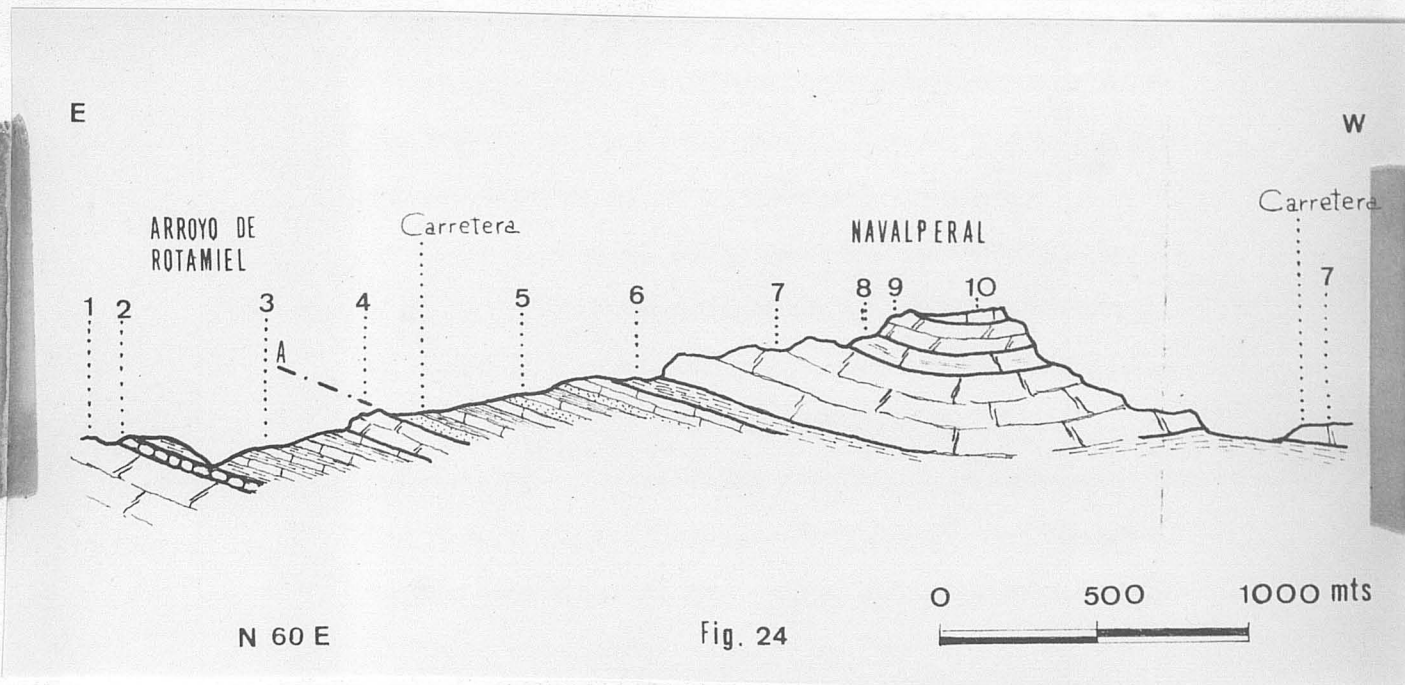 E
W
ARROYO DE
ROTAMIEL
Carretera
NAVALPERAL
Carretera
1 2 3 4 5 6 7 8 9 10 7
A
0 500 1000 mts
N 60 E
Fig. 24